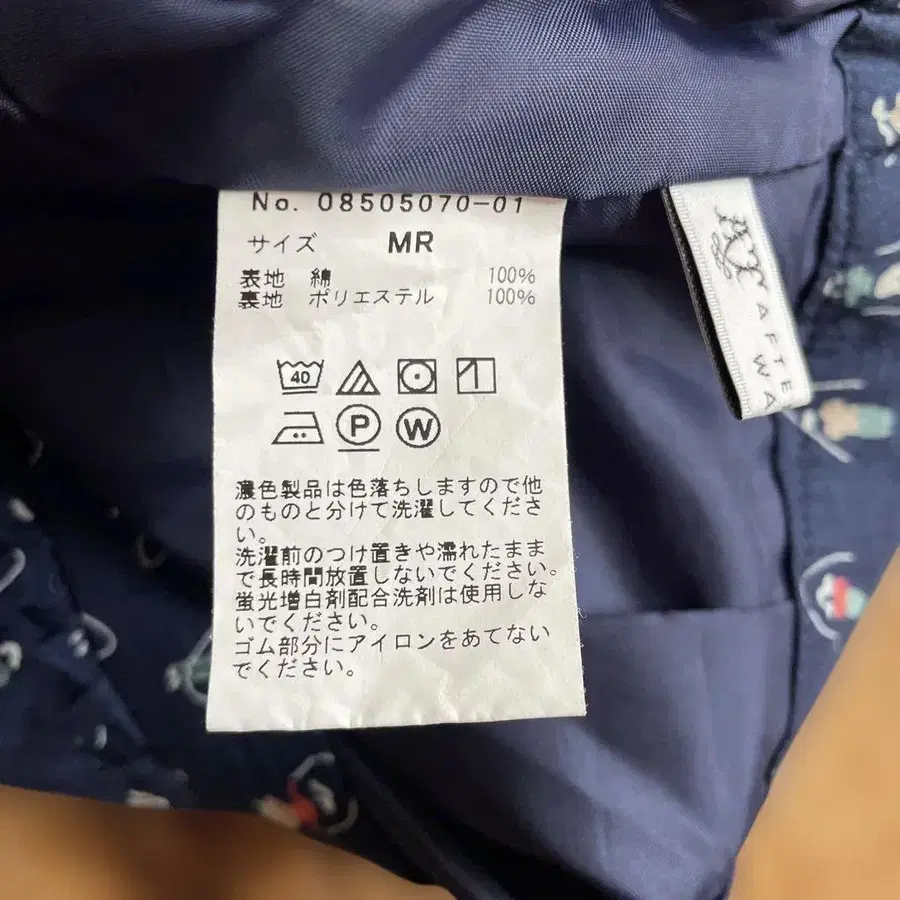 No. 08505070-01
サイズ MR
表地 綿 100%
裏地 ポリエステル 100%
40
P W
濃色製品は色落ちしますので他
のものと分けて洗濯してくださ
い。
洗濯前のつけ置きや濡れたまま
で長時間放置しないでください。
蛍光増白剤配合洗剤は使用しな
いでください。
ゴム部分にアイロンをあてない
でください。
AFTE
WA